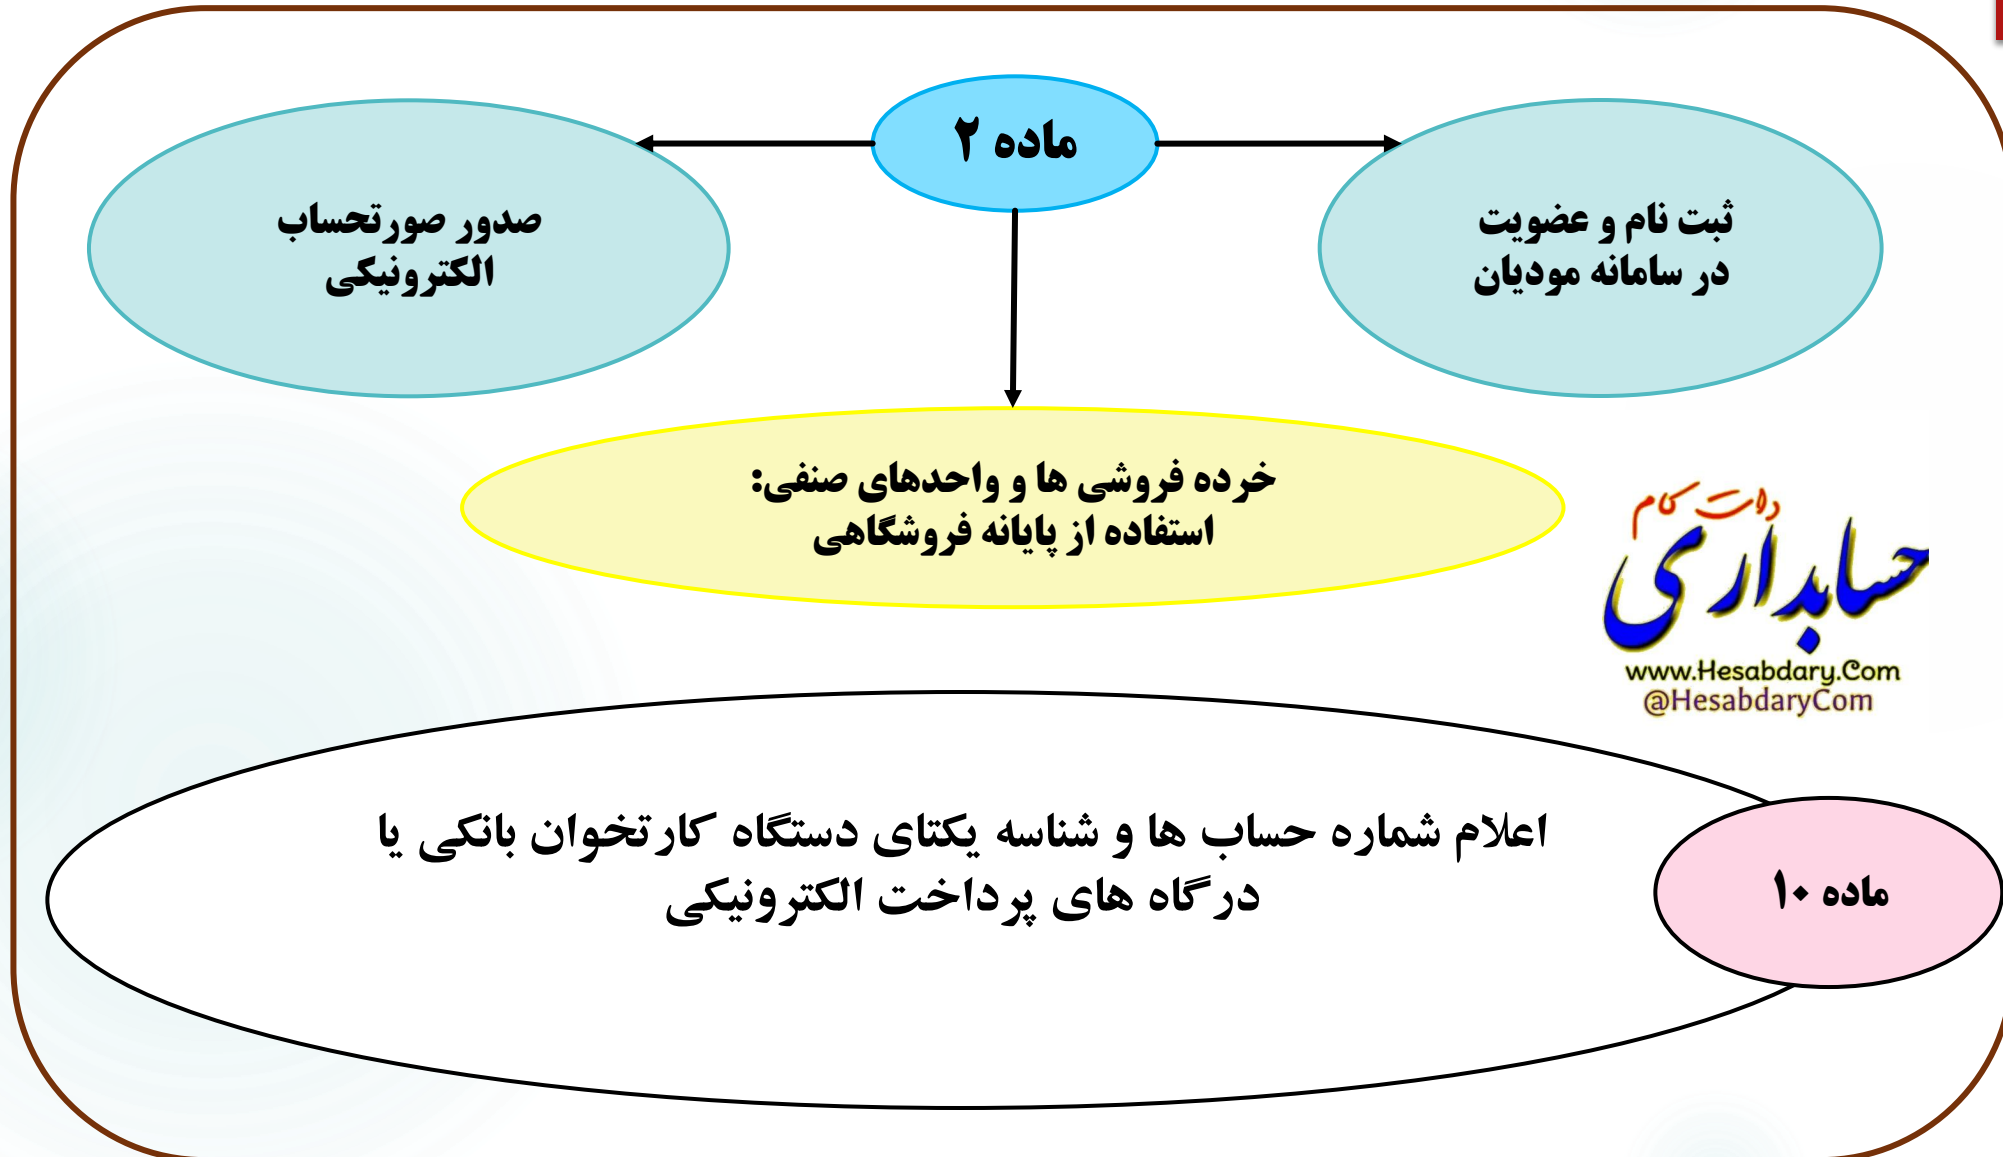 ماده ۲
ثبت نام و عضویت
در سامانه مودیان
صدور صورتحساب
الکترونیکی
خرده فروشی ها و واحدهای صنفی:
استفاده از پایانه فروشگاهی
دات کام
حسابداری
www.Hesabdary.Com
@HesabdaryCom
ماده ۱۰
اعلام شماره حساب ها و شناسه یکتای دستگاه کارتخوان بانکی یا
درگاه های پرداخت الکترونیکی